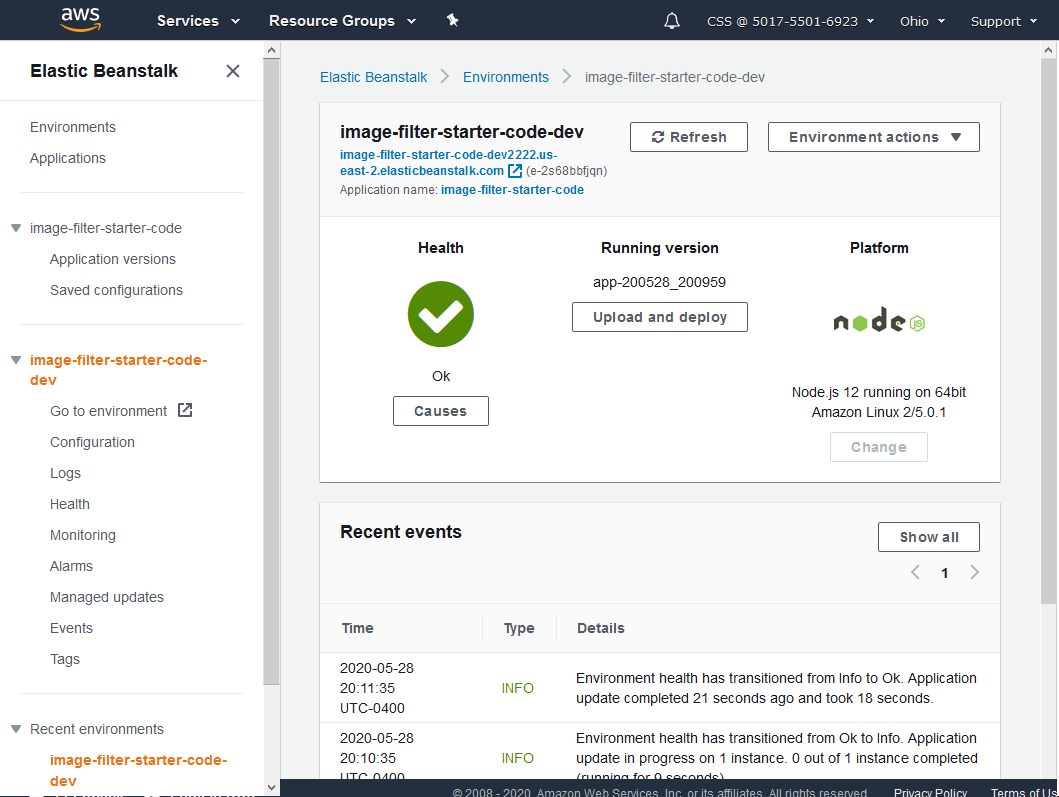 aws
Services
Resource Groups
CSS @ 5017-5501-6923
Ohio
Support
Elastic Beanstalk
Environments
Applications
image-filter-starter-code
Application versions
Saved configurations
image-filter-starter-code-
dev
Go to environment
Configuration
Logs
Health
Monitoring
Alarms
Managed updates
Events
Tags
Recent environments
image-filter-starter-code-
dev
Elastic Beanstalk
Environments
image-filter-starter-code-dev
image-filter-starter-code-dev
image-filter-starter-code-dev2222.us-
east-2.elasticbeanstalk.com (e-2s68bbfjqn)
Application name: image-filter-starter-code
Refresh
Environment actions
Health
Ok
Causes
Running version
app-200528_200959
Upload and deploy
Platform
node JS
Node.js 12 running on 64bit
Amazon Linux 2/5.0.1
Change
Recent events
Show all
1
Time Type Details
2020-05-28
20:11:35
UTC-0400
INFO
Environment health has transitioned from Info to Ok. Application
update completed 21 seconds ago and took 18 seconds.
2020-05-28
20:10:35
UTC-0400
INFO
Environment health has transitioned from Ok to Info. Application
update in progress on 1 instance. 0 out of 1 instance completed
(running for 9 seconds)
© 2008 - 2020, Amazon Web Services, Inc. or its affiliates. All rights reserved.
Privacy Policy
Terms of Us